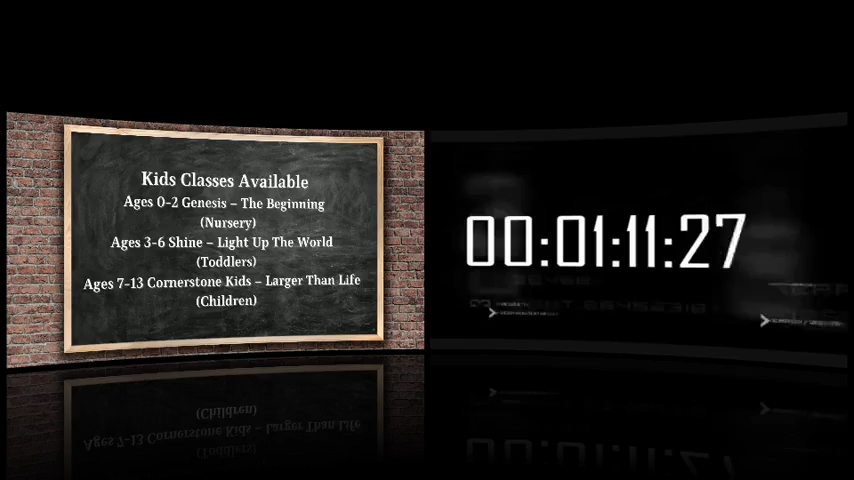 Kids Classes Available
Ages 0-2 Genesis – The Beginning
(Nursery)
Ages 3-6 Shine – Light Up The World
(Toddlers)
Ages 7-13 Cornerstone Kids – Larger Than Life
(Children)
00:01:11:27